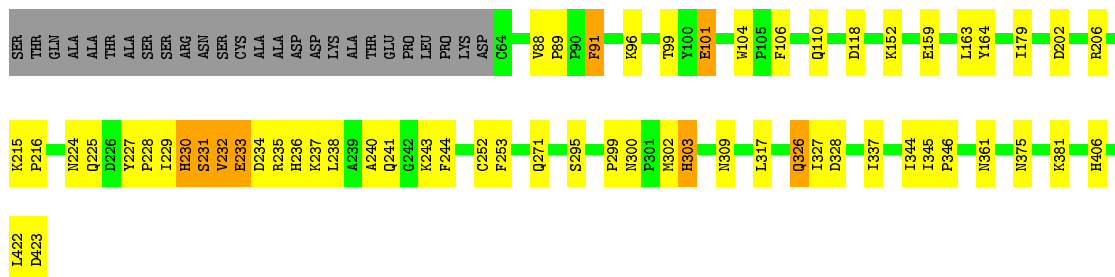 SER THR GLN ALA ALA THR ALA SER SER ARG ASN SER CYS ALA ALA ASP ASP LYS ALA THR GLU PRO LEU PRO LYS ASP C64 V88 P89 P90 F91 K96 T99 Y100 E101 W104 P105 F106 Q110 D118 K152 E159 L163 Y164 I179 D202 R206
K215 P216 N224 Q225 D226 Y227 P228 I229 H230 S231 V232 E233 D234 R235 H236 K237 L238 A239 A240 Q241 G242 K243 F244 C252 F253 Q271 S295 P299 N300 P301 M302 H303 N309 L317 Q326 I327 D328 I337 I344 I345 P346 N361 N375 K381 H406
L422 D423